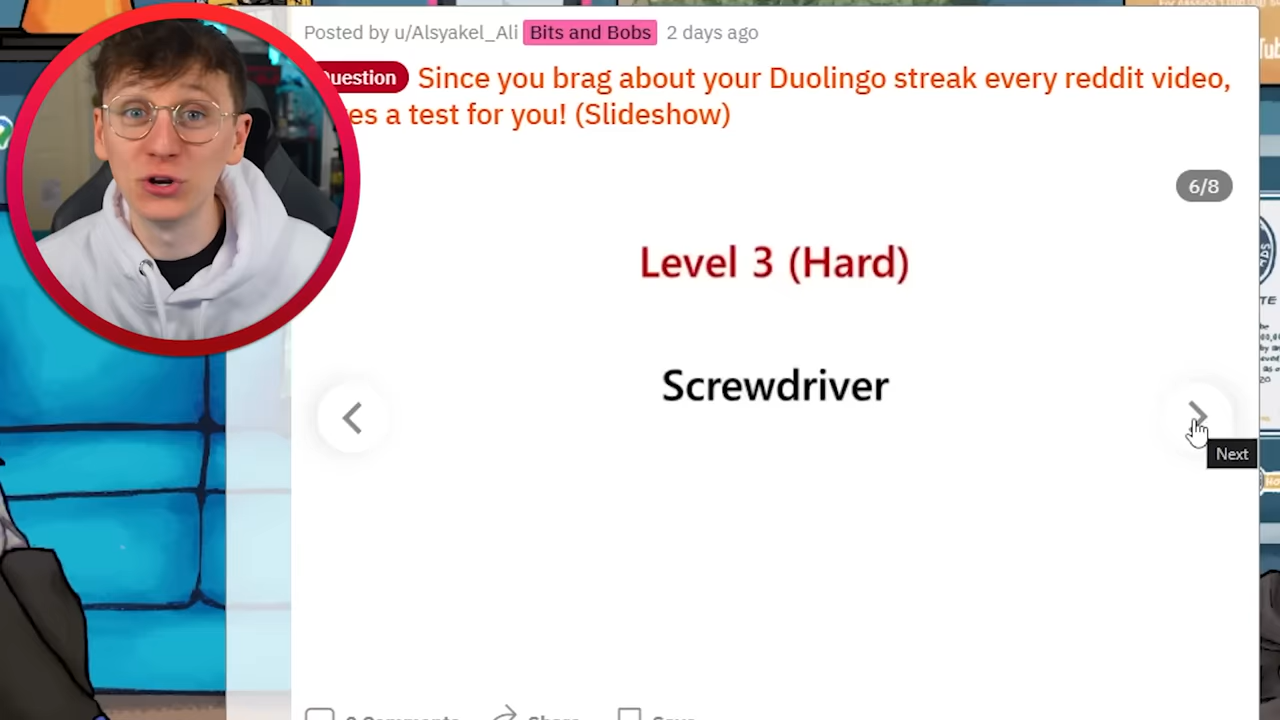 Posted by u/Alsyakel_Ali Bits and Bobs 2 days ago
uestion Since you brag about your Duolingo streak every reddit video,
es a test for you! (Slideshow)
6/8
Level 3 (Hard)
Screwdriver
Next